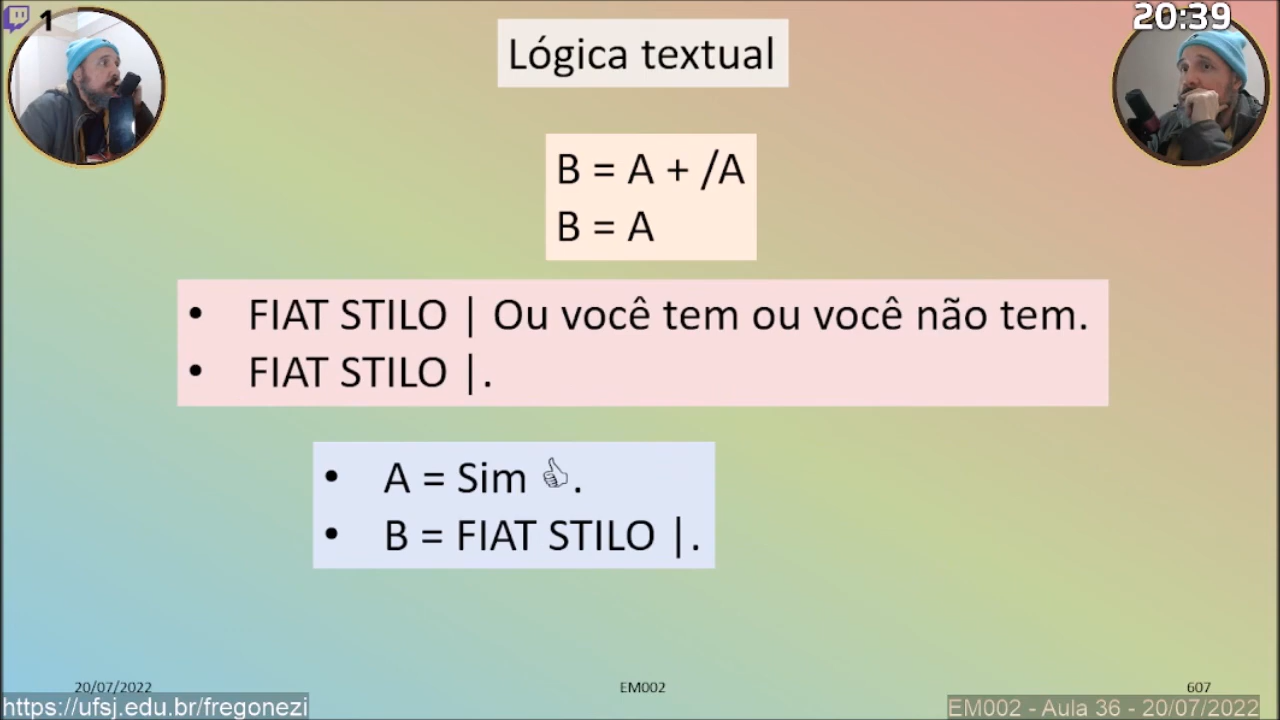 1
20:39
Lógica textual
B = A + /A
B = A
• FIAT STILO | Ou você tem ou você não tem.
• FIAT STILO |.
• A = Sim 👍.
• B = FIAT STILO |.
20/07/2022
EM002
607
https://ufsj.edu.br/fregonezi
EM002 - Aula 36 - 20/07/2022